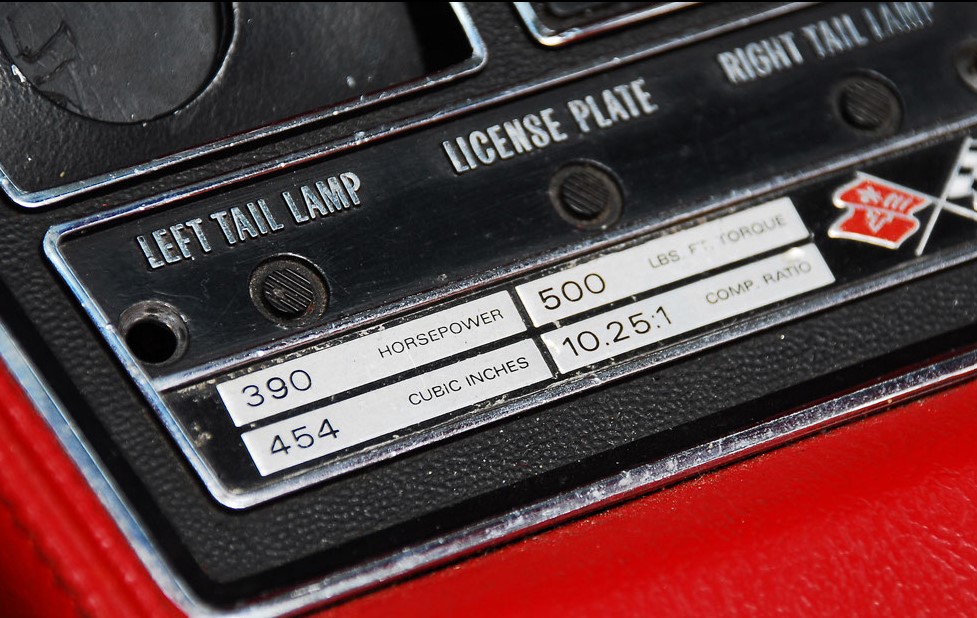 LEFT TAIL LAMP
LICENSE PLATE
RIGHT TAIL LAMP
390 HORSEPOWER
500 LBS. FT. TORQUE
454 CUBIC INCHES
10.25:1 COMP. RATIO